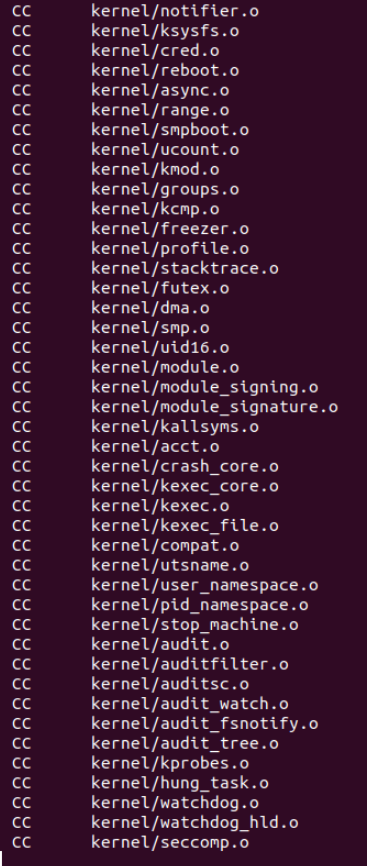 CC      kernel/notifier.o
CC      kernel/ksysfs.o
CC      kernel/cred.o
CC      kernel/reboot.o
CC      kernel/async.o
CC      kernel/range.o
CC      kernel/smpboot.o
CC      kernel/ucount.o
CC      kernel/kmod.o
CC      kernel/groups.o
CC      kernel/kcmp.o
CC      kernel/freezer.o
CC      kernel/profile.o
CC      kernel/stacktrace.o
CC      kernel/futex.o
CC      kernel/dma.o
CC      kernel/smp.o
CC      kernel/uid16.o
CC      kernel/module.o
CC      kernel/module_signing.o
CC      kernel/module_signature.o
CC      kernel/kallsyms.o
CC      kernel/acct.o
CC      kernel/crash_core.o
CC      kernel/kexec_core.o
CC      kernel/kexec.o
CC      kernel/kexec_file.o
CC      kernel/compat.o
CC      kernel/utsname.o
CC      kernel/user_namespace.o
CC      kernel/pid_namespace.o
CC      kernel/stop_machine.o
CC      kernel/audit.o
CC      kernel/auditfilter.o
CC      kernel/auditsc.o
CC      kernel/audit_watch.o
CC      kernel/audit_fsnotify.o
CC      kernel/audit_tree.o
CC      kernel/kprobes.o
CC      kernel/hung_task.o
CC      kernel/watchdog.o
CC      kernel/watchdog_hld.o
CC      kernel/seccomp.o